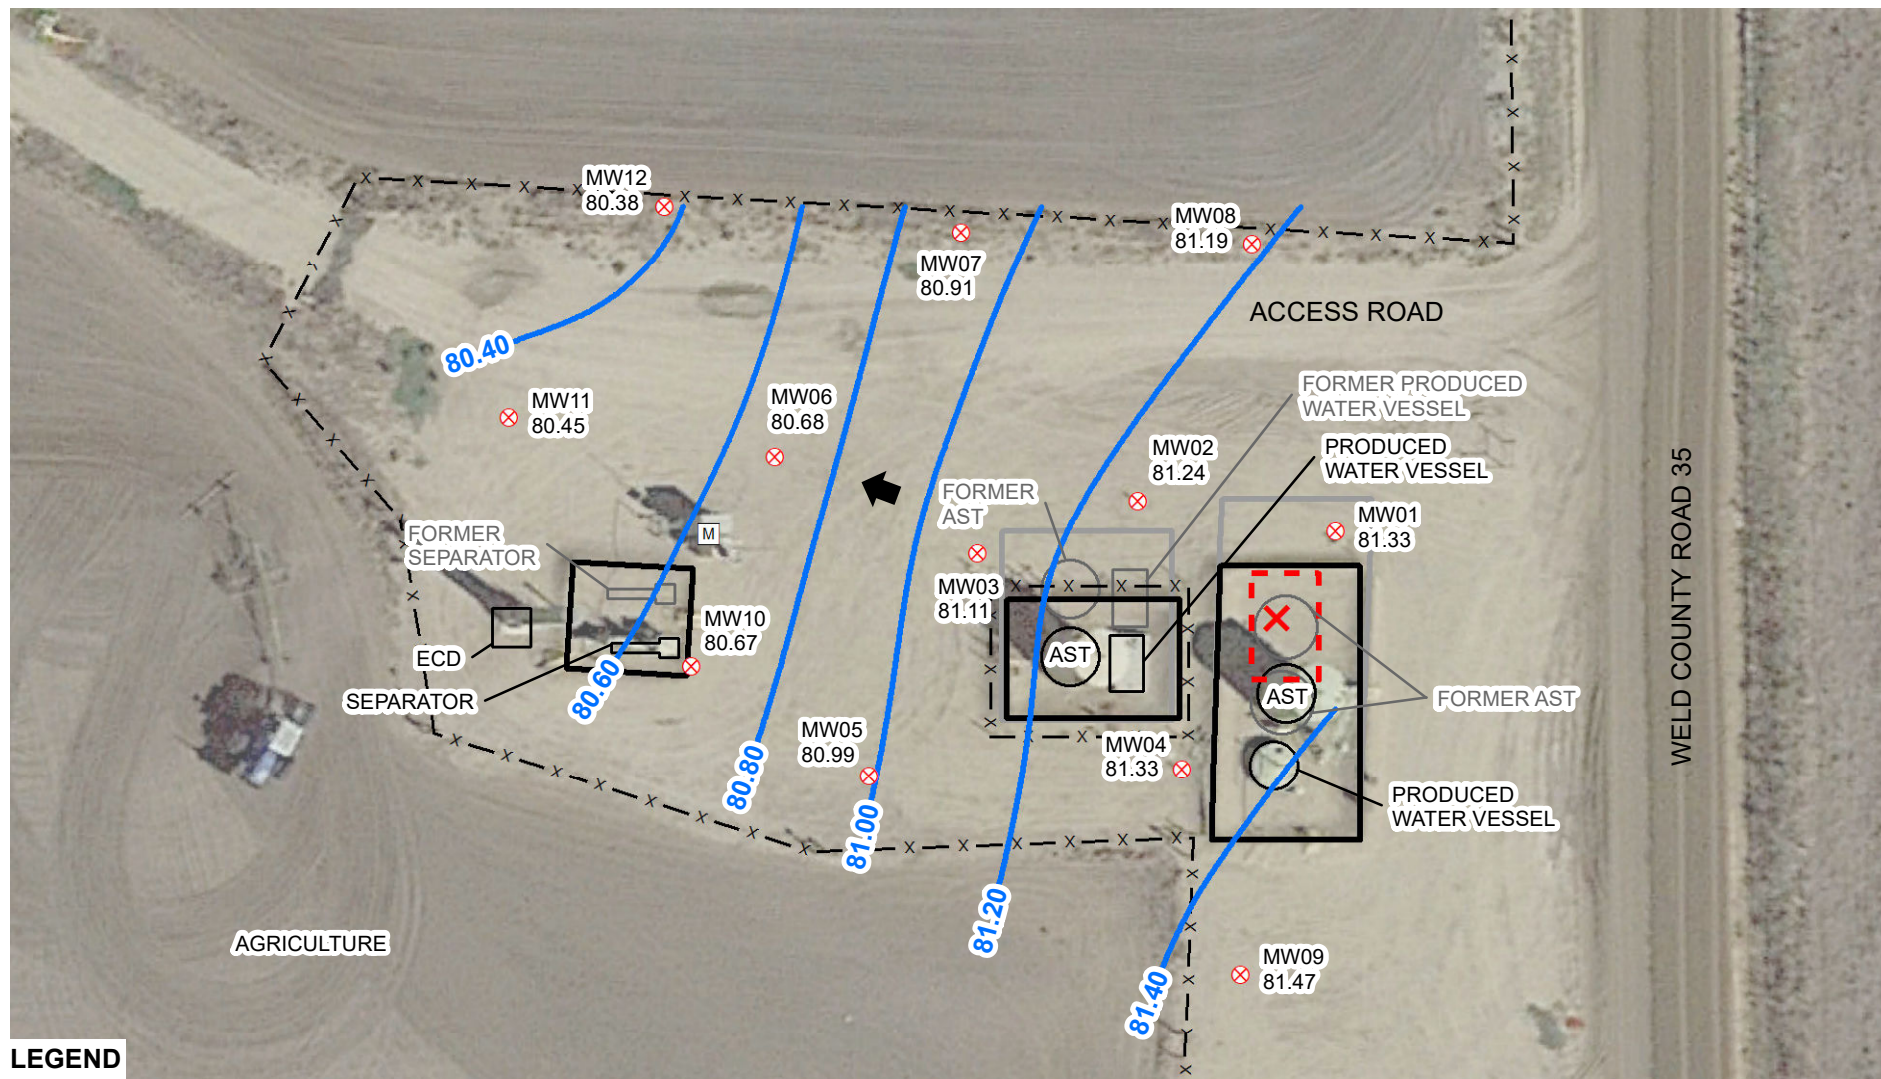 MW12
80.38
MW08
81.19
MW07
80.91
ACCESS ROAD
80.40
MW11
80.45
MW06
80.68
FORMER PRODUCED
WATER VESSEL
PRODUCED
WATER VESSEL
MW02
81.24
FORMER
AST
MW01
81.33
WELD COUNTY ROAD 35
FORMER
SEPARATOR
M
MW03
81.11
MW10
80.67
ECD
SEPARATOR
80.60
AST
AST
FORMER AST
MW05
80.99
MW04
81.33
80.80
81.00
PRODUCED
WATER VESSEL
81.20
AGRICULTURE
MW09
81.47
81.40
LEGEND